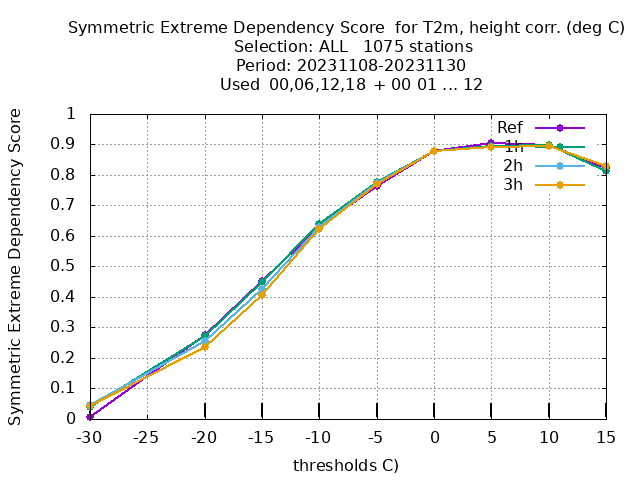 Symmetric Extreme Dependency Score  for T2m, height corr. (deg C)
Selection: ALL   1075 stations
Period: 20231108-20231130
Used  00,06,12,18  + 00 01 ... 12
Symmetric Extreme Dependency Score
1
0.9
0.8
0.7
0.6
0.5
0.4
0.3
0.2
0.1
0
Ref
1h
2h
3h
-30 -25 -20 -15 -10 -5 0 5 10 15
thresholds C)